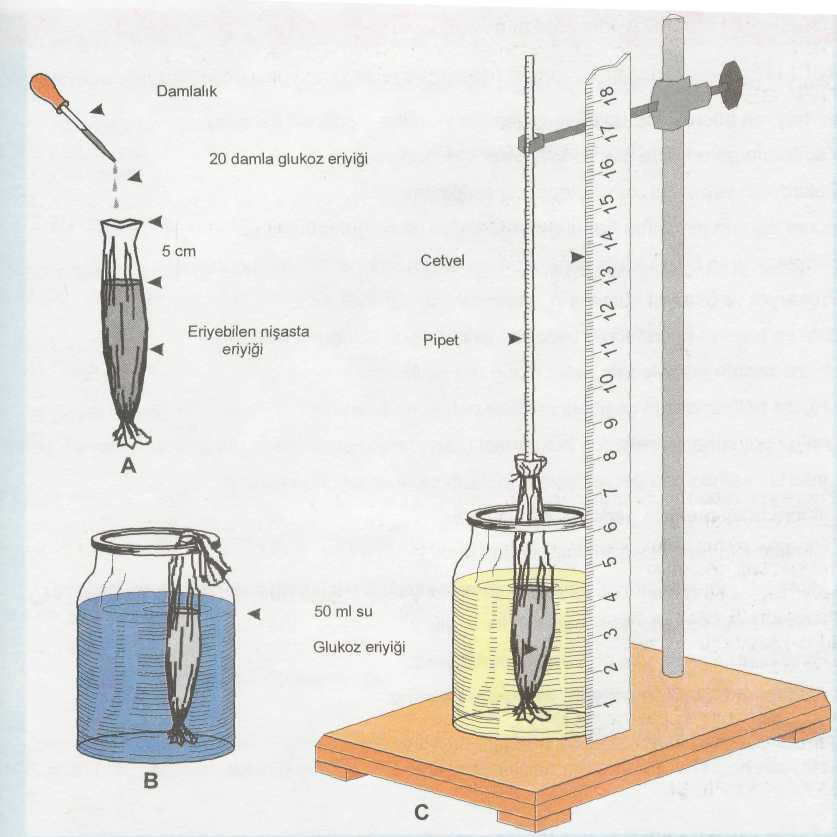 Damlalık
20 damla glukoz eriyiği
5 cm
Eriyebilen nişasta
eriyiği
A
Cetvel
Pipet
18
17
16
15
14
13
12
11
10
9
8
7
6
5
4
3
2
1
50 ml su
Glukoz eriyiği
B
C